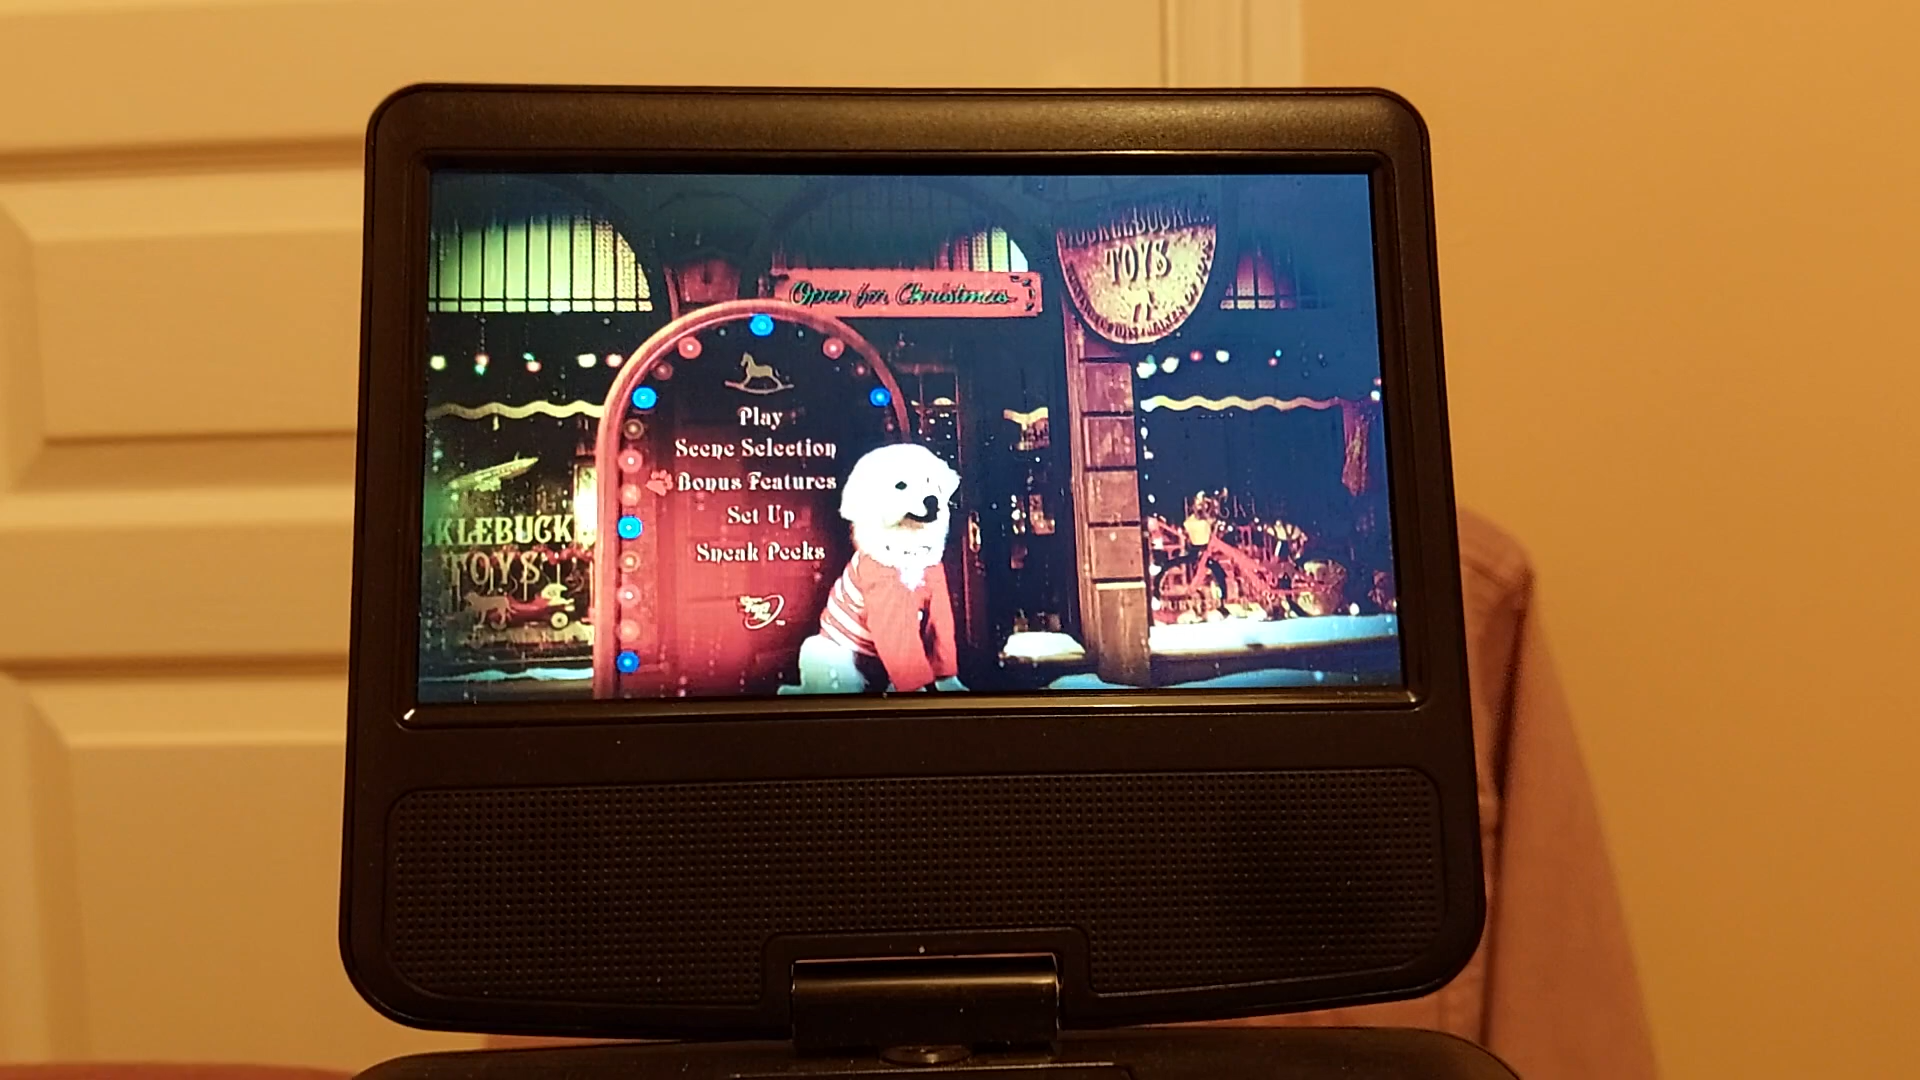 Open for Christmas
TOYS
Play
Scene Selection
Bonus Features
Set Up
Sneak Peeks
KLEBUCK
TOYS